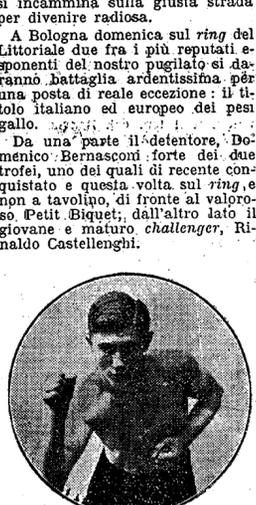 si incammina sulla giusta strada
per divenire radiosa.
A Bologna domenica sul ring del
Littoriale due fra i più reputati e-
sponenti del nostro pugilato si da-
ranno battaglia ardentissima per
una posta di reale eccezione: il ti-
tolo italiano ed europeo dei pesi
gallo.
Da una parte il detentore, Do-
menico Bernasconi forte dei due
trofei, uno dei quali di recente con-
quistato e questa volta sul ring, e
non a tavolino, di fronte al valoro-
so Petit Biquet; dall'altro lato il
giovane e maturo challenger, Ri-
naldo Castellenghi.